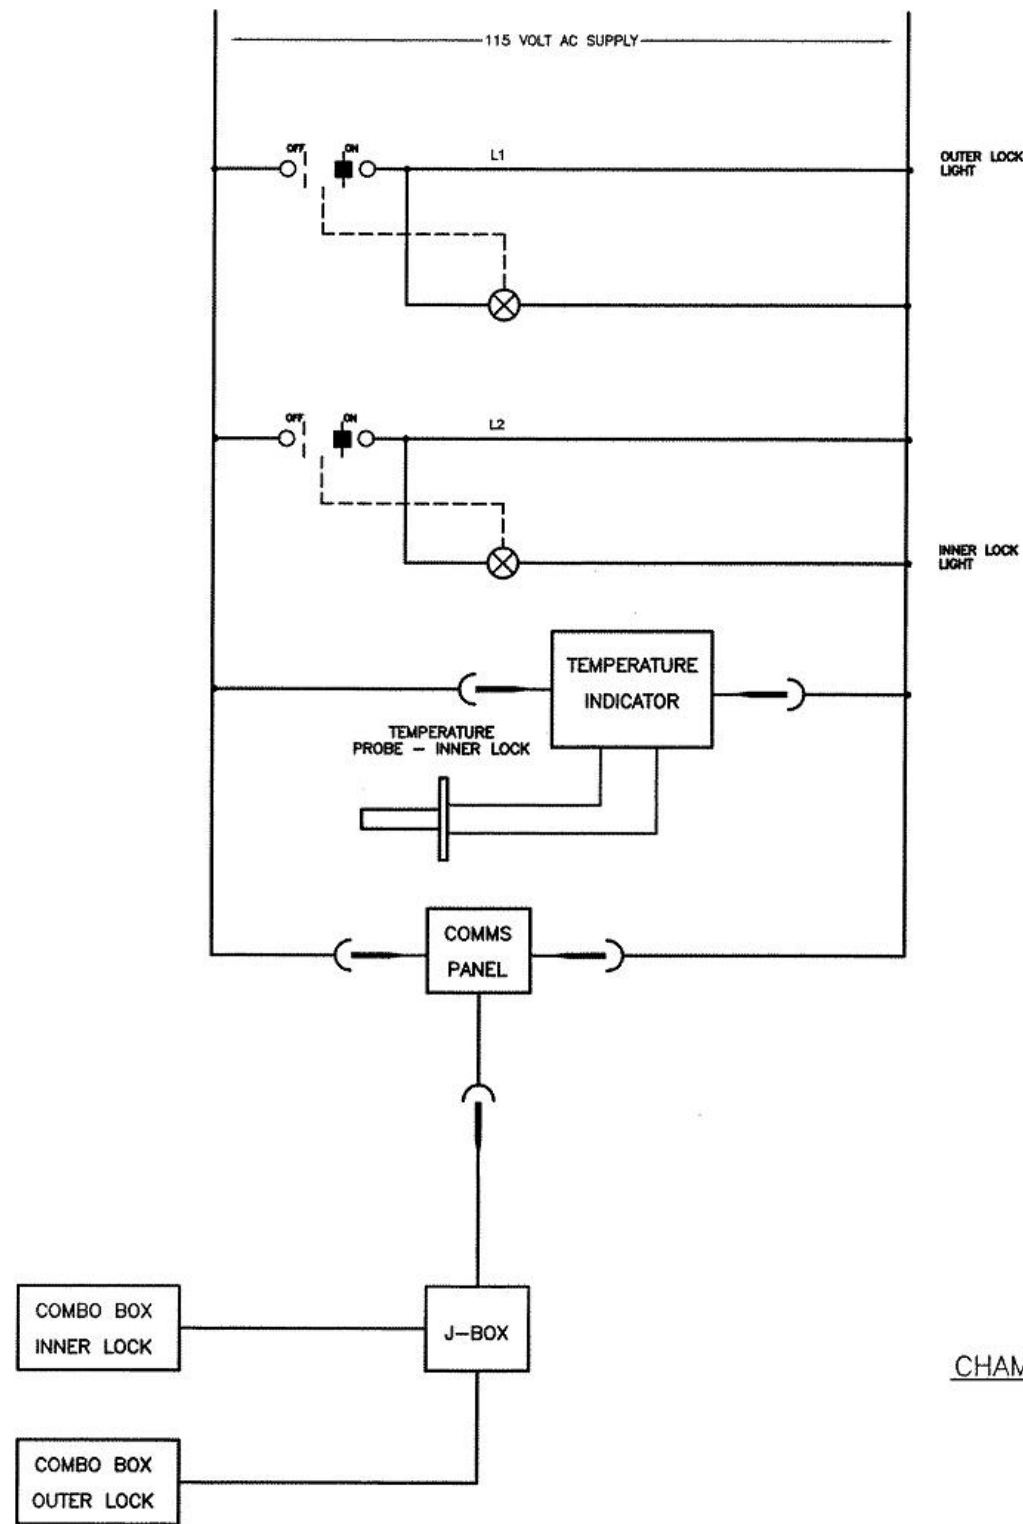 115 VOLT AC SUPPLY
OFF
ON
L1
OUTER LOCK
LIGHT
OFF
ON
L2
INNER LOCK
LIGHT
TEMPERATURE
INDICATOR
TEMPERATURE
PROBE – INNER LOCK
COMMS
PANEL
COMBO BOX
INNER LOCK
J–BOX
CHAM
COMBO BOX
OUTER LOCK